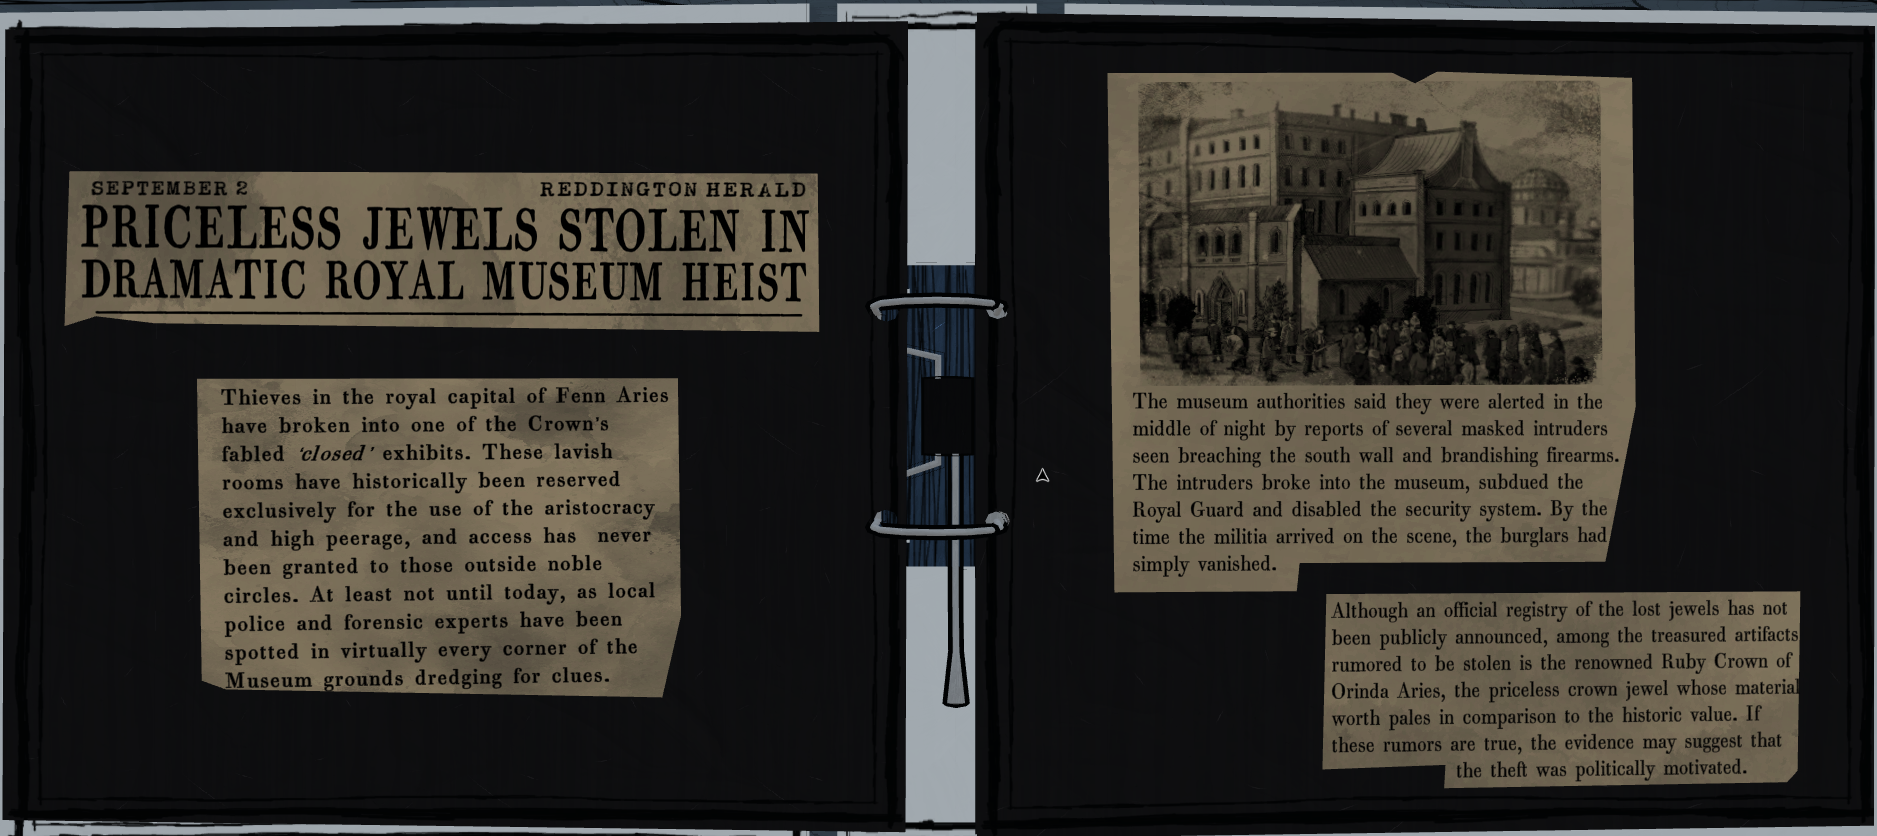 SEPTEMBER 2
REDDINGTON HERALD
PRICELESS JEWELS STOLEN IN
DRAMATIC ROYAL MUSEUM HEIST
Thieves in the royal capital of Fenn Aries
have broken into one of the Crown's
fabled 'closed' exhibits. These lavish
rooms have historically been reserved
exclusively for the use of the aristocracy
and high peerage, and access has never
been granted to those outside noble
circles. At least not until today, as local
police and forensic experts have been
spotted in virtually every corner of the
Museum grounds dredging for clues.
The museum authorities said they were alerted in the
middle of night by reports of several masked intruders
seen breaching the south wall and brandishing firearms.
The intruders broke into the museum, subdued the
Royal Guard and disabled the security system. By the
time the militia arrived on the scene, the burglars had
simply vanished.
Although an official registry of the lost jewels has not
been publicly announced, among the treasured artifacts
rumored to be stolen is the renowned Ruby Crown of
Orinda Aries, the priceless crown jewel whose material
worth pales in comparison to the historic value. If
these rumors are true, the evidence may suggest that
the theft was politically motivated.